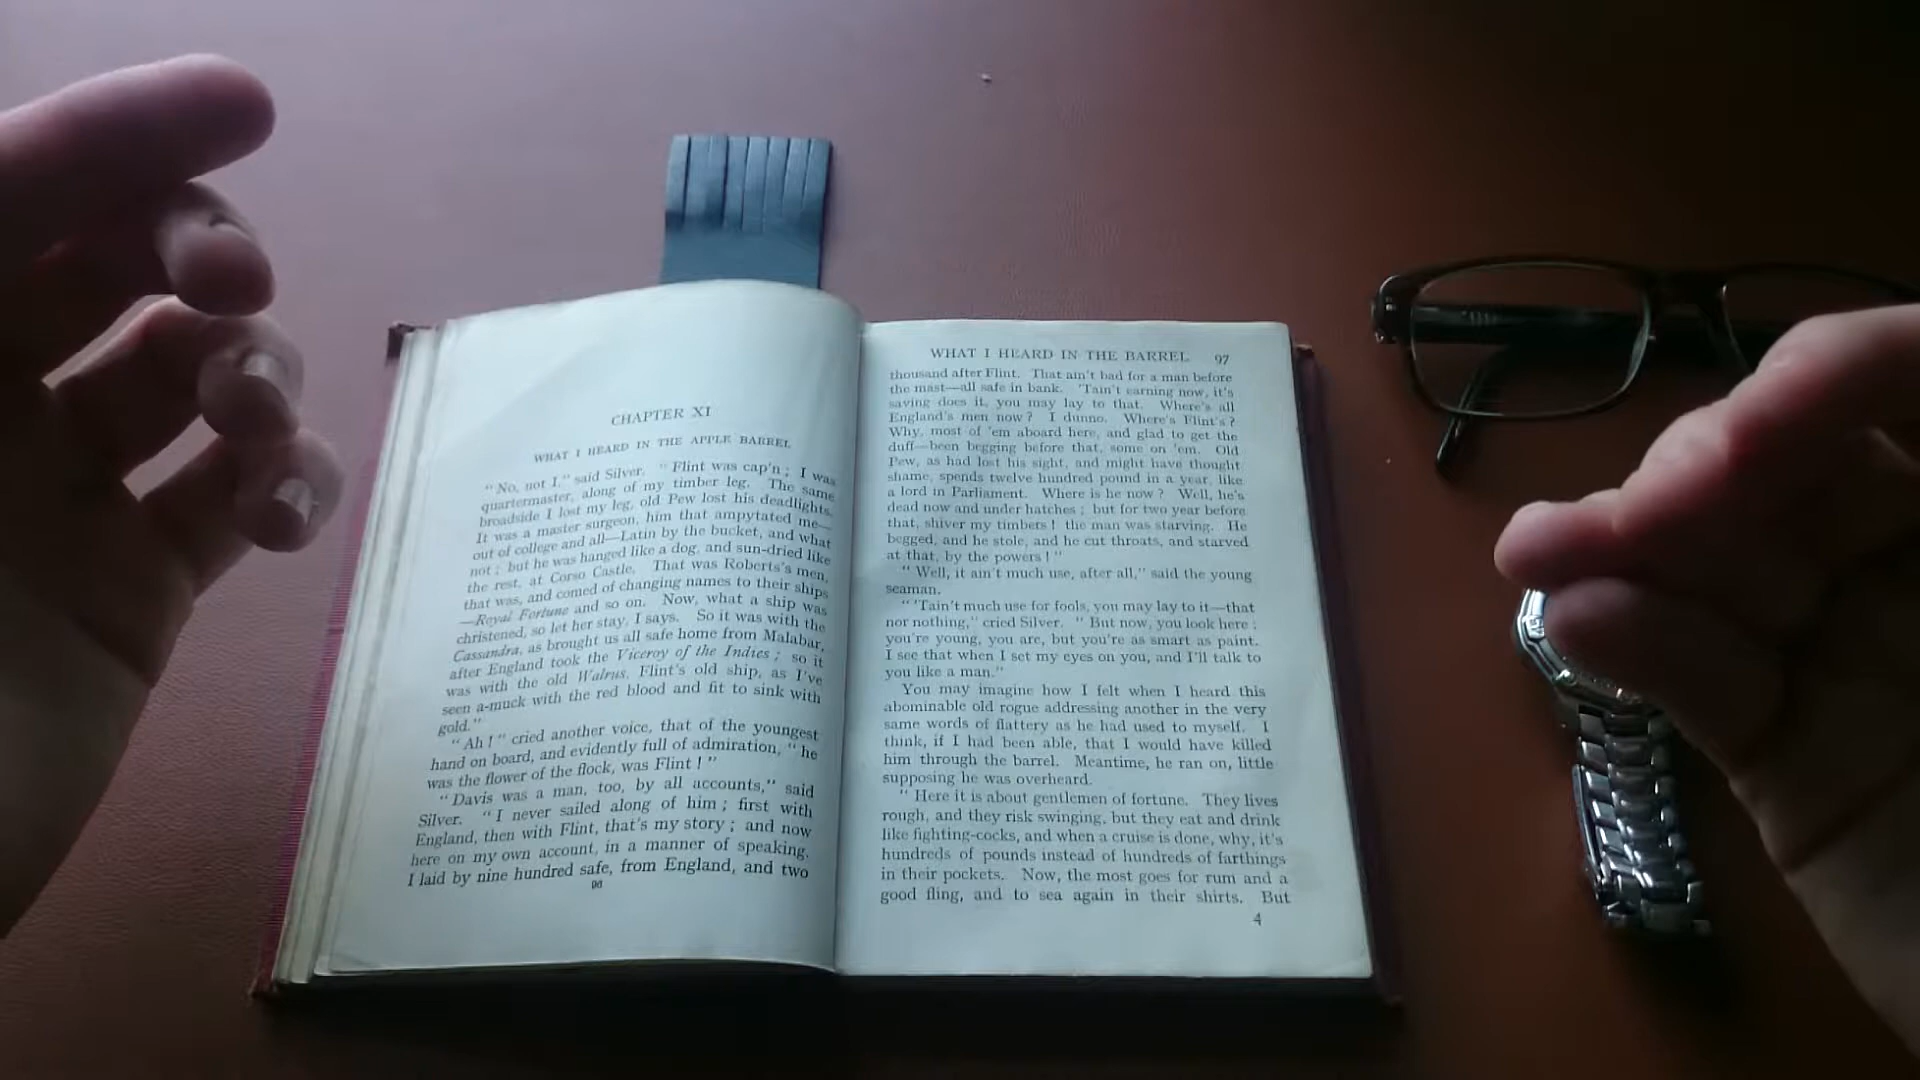 CHAPTER XI
WHAT I HEARD IN THE APPLE BARREL
“No, not I,” said Silver. “Flint was cap’n; I was
quartermaster, along of my timber leg. The same
broadside I lost my leg, old Pew lost his deadlights.
It was a master surgeon, him that ampytated me—
out of college and all—Latin by the bucket, and what
not; but he was hanged like a dog, and sun-dried like
the rest, at Corso Castle. That was Roberts’s men,
that was, and comed of changing names to their ships
—Royal Fortune and so on. Now, what a ship was
christened, so let her stay, I says. So it was with the
Cassandra, as brought us all safe home from Malabar,
after England took the Viceroy of the Indies; so it
was with the old Walrus, Flint’s old ship, as I’ve
seen a-muck with the red blood and fit to sink with
gold.”
“Ah!” cried another voice, that of the youngest
hand on board, and evidently full of admiration, “he
was the flower of the flock, was Flint!”
“Davis was a man, too, by all accounts,” said
Silver. “I never sailed along of him; first with
England, then with Flint, that’s my story; and now
here on my own account, in a manner of speaking.
I laid by nine hundred safe, from England, and two
96
WHAT I HEARD IN THE BARREL 97
thousand after Flint. That ain’t bad for a man before
the mast—all safe in bank. ’Tain’t earning now, it’s
saving does it, you may lay to that. Where’s all
England’s men now? I dunno. Where’s Flint’s?
Why, most of ’em aboard here, and glad to get the
duff—been begging before that, some on ’em. Old
Pew, as had lost his sight, and might have thought
shame, spends twelve hundred pound in a year, like
a lord in Parliament. Where is he now? Well, he’s
dead now and under hatches; but for two year before
that, shiver my timbers! the man was starving. He
begged, and he stole, and he cut throats, and starved
at that, by the powers!”
“Well, it ain’t much use, after all,” said the young
seaman.
“’Tain’t much use for fools, you may lay to it—that
nor nothing,” cried Silver. “But now, you look here:
you’re young, you are, but you’re as smart as paint.
I see that when I set my eyes on you, and I’ll talk to
you like a man.”
You may imagine how I felt when I heard this
abominable old rogue addressing another in the very
same words of flattery as he had used to myself. I
think, if I had been able, that I would have killed
him through the barrel. Meantime, he ran on, little
supposing he was overheard.
“Here it is about gentlemen of fortune. They lives
rough, and they risk swinging, but they eat and drink
like fighting-cocks, and when a cruise is done, why, it’s
hundreds of pounds instead of hundreds of farthings
in their pockets. Now, the most goes for rum and a
good fling, and to sea again in their shirts. But
4